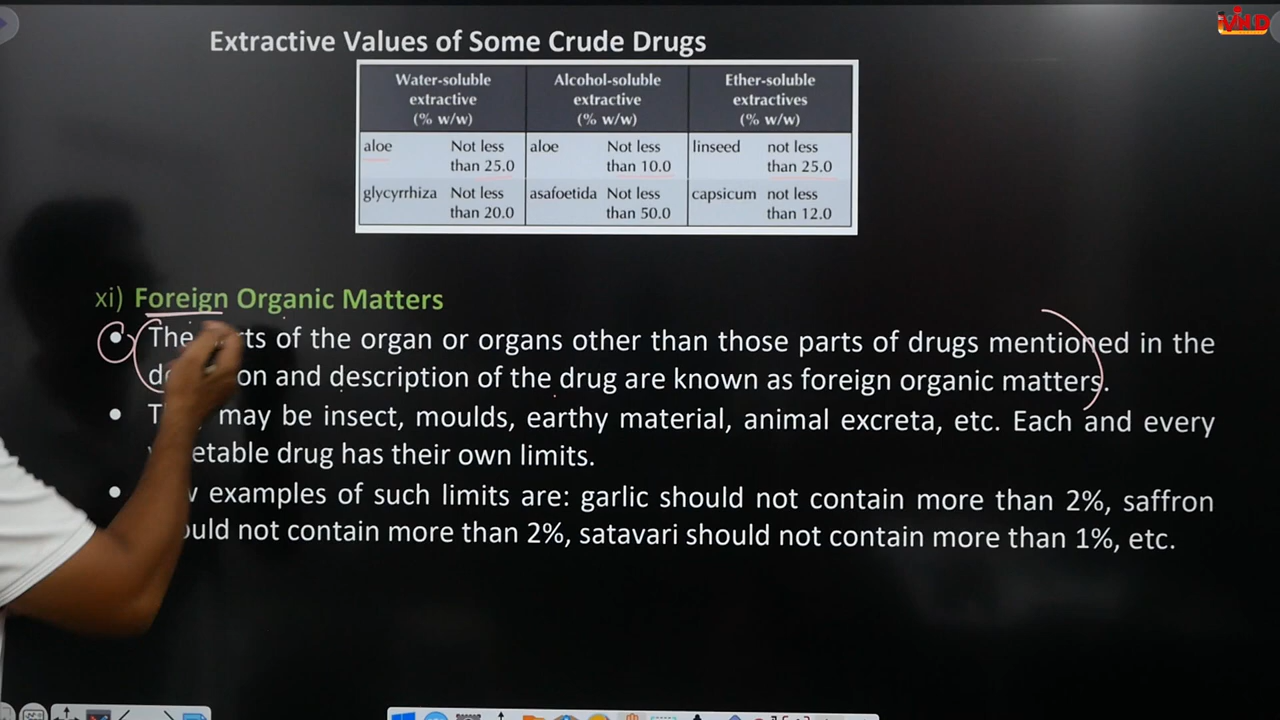 Extractive Values of Some Crude Drugs
Water-soluble extractive (% w/w) Alcohol-soluble extractive (% w/w) Ether-soluble extractives (% w/w)
aloe Not less than 25.0 aloe Not less than 10.0 linseed not less than 25.0
glycyrrhiza Not less than 20.0 asafoetida Not less than 50.0 capsicum not less than 12.0
xi) Foreign Organic Matters
• The of the organ or organs other than those parts of drugs mentioned in the
and description of the drug are known as foreign organic matters.
• may be insect, moulds, earthy material, animal excreta, etc. Each and every
drug has their own limits.
• examples of such limits are: garlic should not contain more than 2%, saffron
not contain more than 2%, satavari should not contain more than 1%, etc.